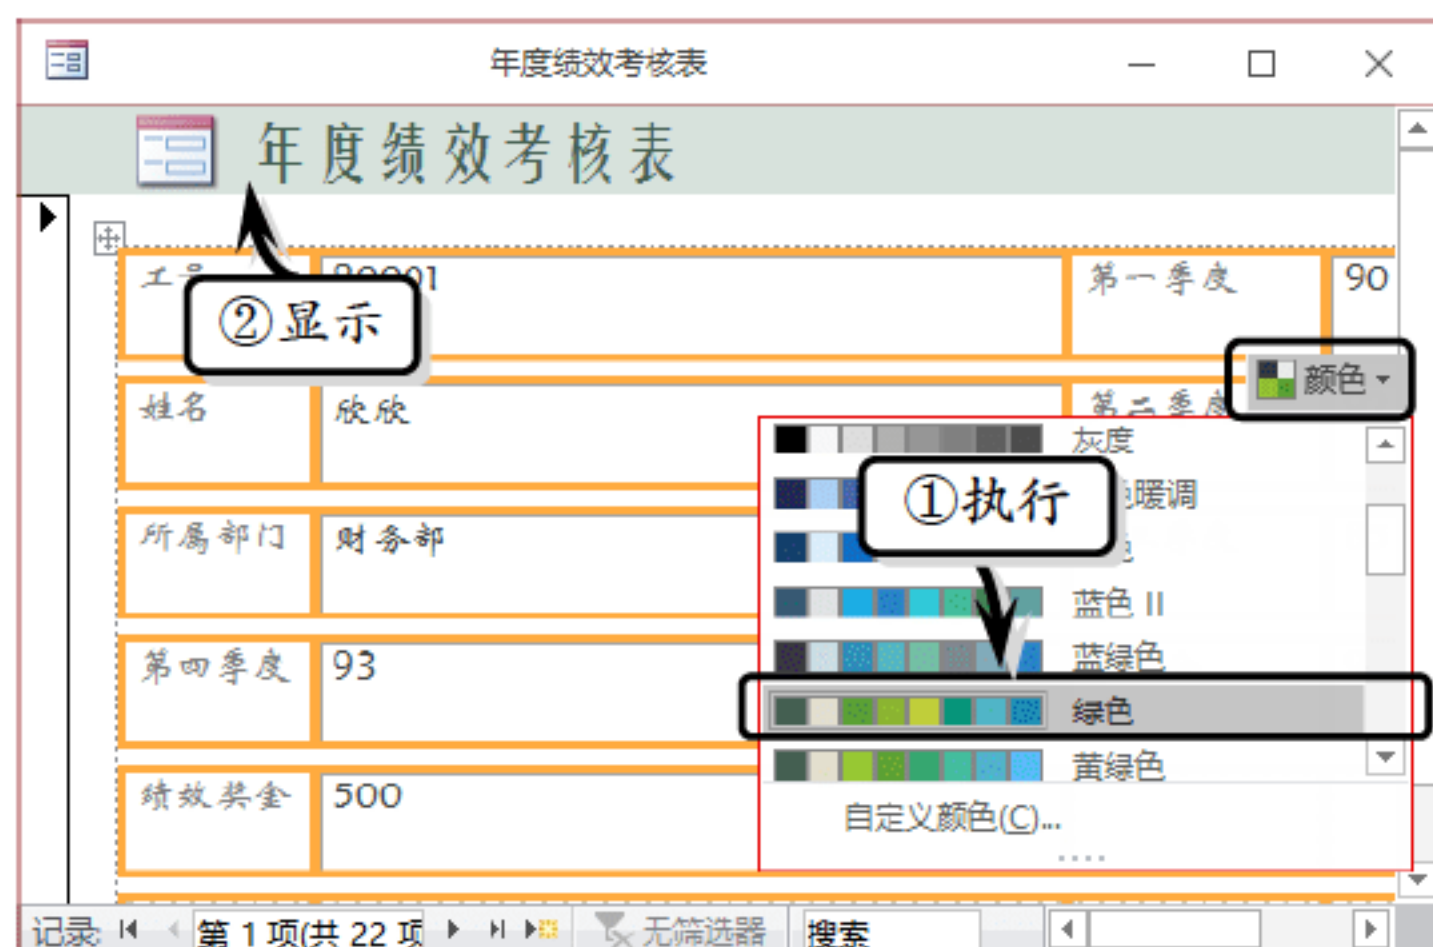 年度绩效考核表
年度绩效考核表
工号
第一季度
90
②显示
颜色
姓名
欣欣
第二季度
灰度
①执行
暖调
所属部门
财务部
蓝色 II
第四季度
93
蓝绿色
绿色
黄绿色
绩效奖金
500
自定义颜色(C)...
记录: 第 1 项(共 22 项 无筛选器 搜索